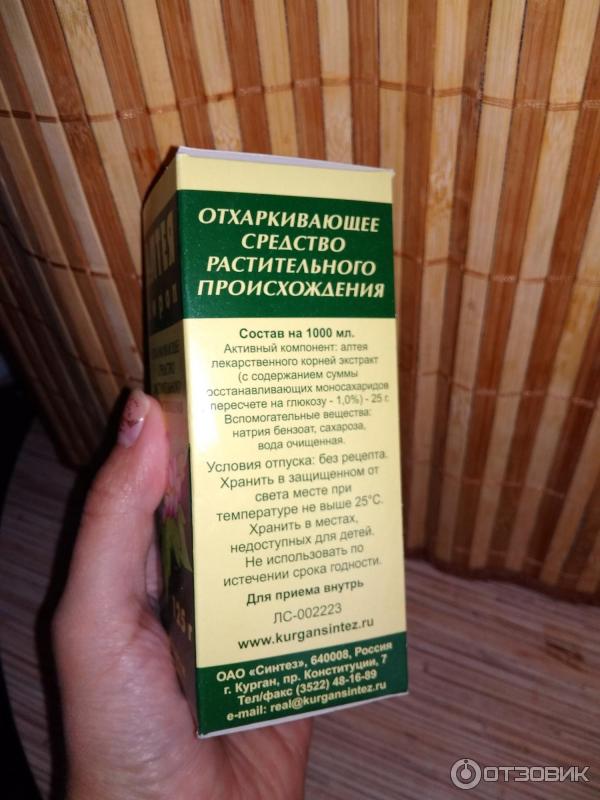 ОТХАРКИВАЮЩЕЕ
СРЕДСТВО
РАСТИТЕЛЬНОГО
ПРОИСХОЖДЕНИЯ
Состав на 1000 мл.
Активный компонент: алтея
лекарственного корней экстракт
(с содержанием суммы
осстанавливающих моносахаридов
пересчете на глюкозу - 1,0%) - 25 г.
Вспомогательные вещества:
натрия бензоат, сахароза,
вода очищенная.
Условия отпуска: без рецепта.
Хранить в защищенном от
света месте при
температуре не выше 25°С.
Хранить в местах,
недоступных для детей.
Не использовать по
истечении срока годности.
Для приема внутрь
ЛС-002223
www.kurgansintez.ru
ОАО «Синтез», 640008, Россия
г. Курган, пр. Конституции, 7
Тел/факс (3522) 48-16-89
e-mail: real@kurgansintez.ru
125 г
ОТЗОВИК